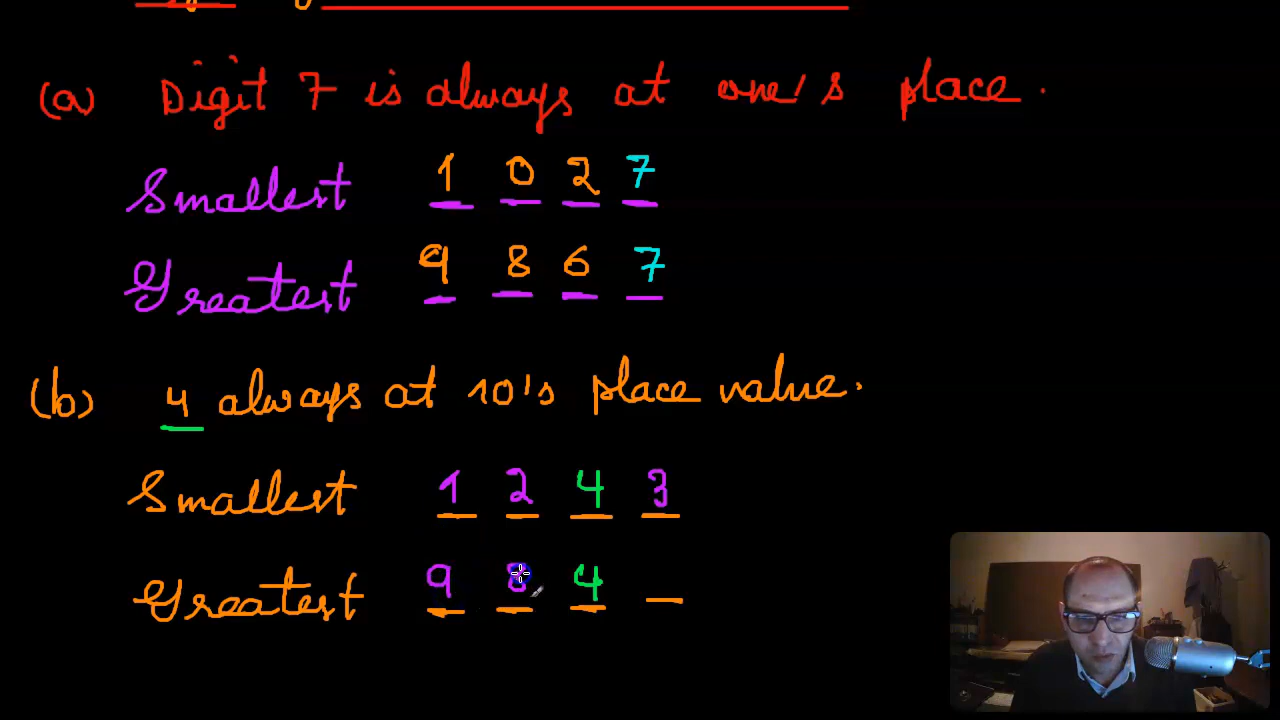 (a) Digit 7 is always at one's place.
Smallest 1 0 2 7
Greatest 9 8 6 7
(b) 4 always at 10's place value.
Smallest 1 2 4 3
Greatest 9 8 4